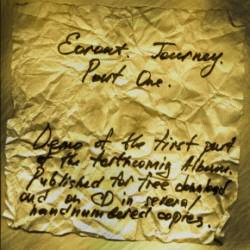 Eorout. Journey.
Part One.
Demo of the first part
of the forthcoming Album.
Published for free download
and on CD in several
handnumbered copies.